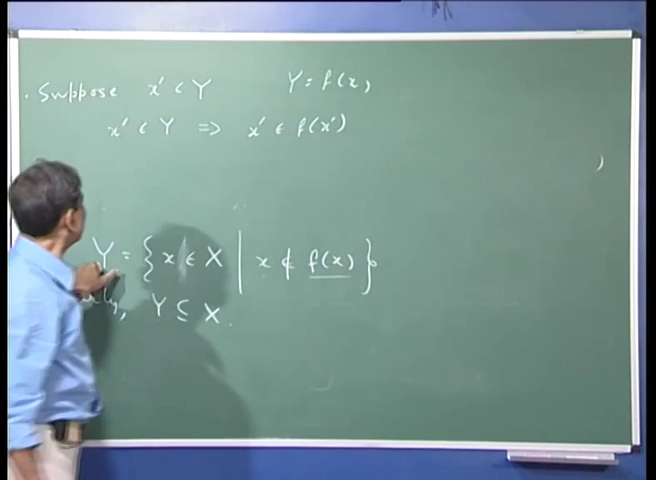 . Suppose x' ∈ Y Y = f(x)
x' ∈ Y ⇒ x' ∈ f(x')
Y = { x ∈ X | x ∉ f(x) }
Y ⊆ X .